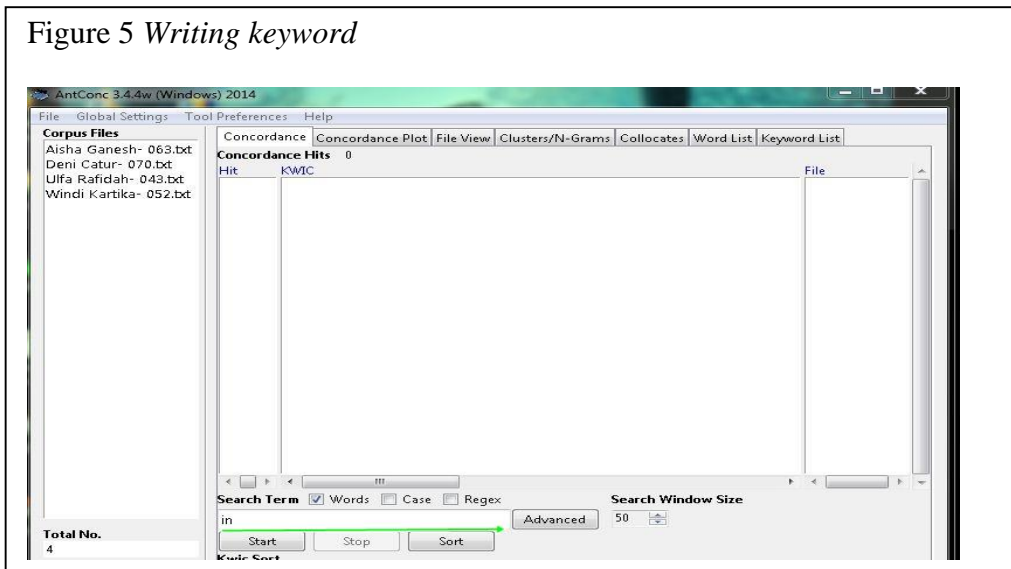 Figure 5 Writing keyword
AntConc 3.4.4w (Windows) 2014
File Global Settings Tool Preferences Help
Corpus Files
Aisha Ganesh- 063.txt
Deni Catur- 070.txt
Ulfa Rafidah- 043.txt
Windi Kartika- 052.txt
Total No.
4
Concordance Concordance Plot File View Clusters/N-Grams Collocates Word List Keyword List
Concordance Hits 0
Hit KWIC File
Search Term Words Case Regex Search Window Size
in Advanced 50
Start Stop Sort
Kwic Sort